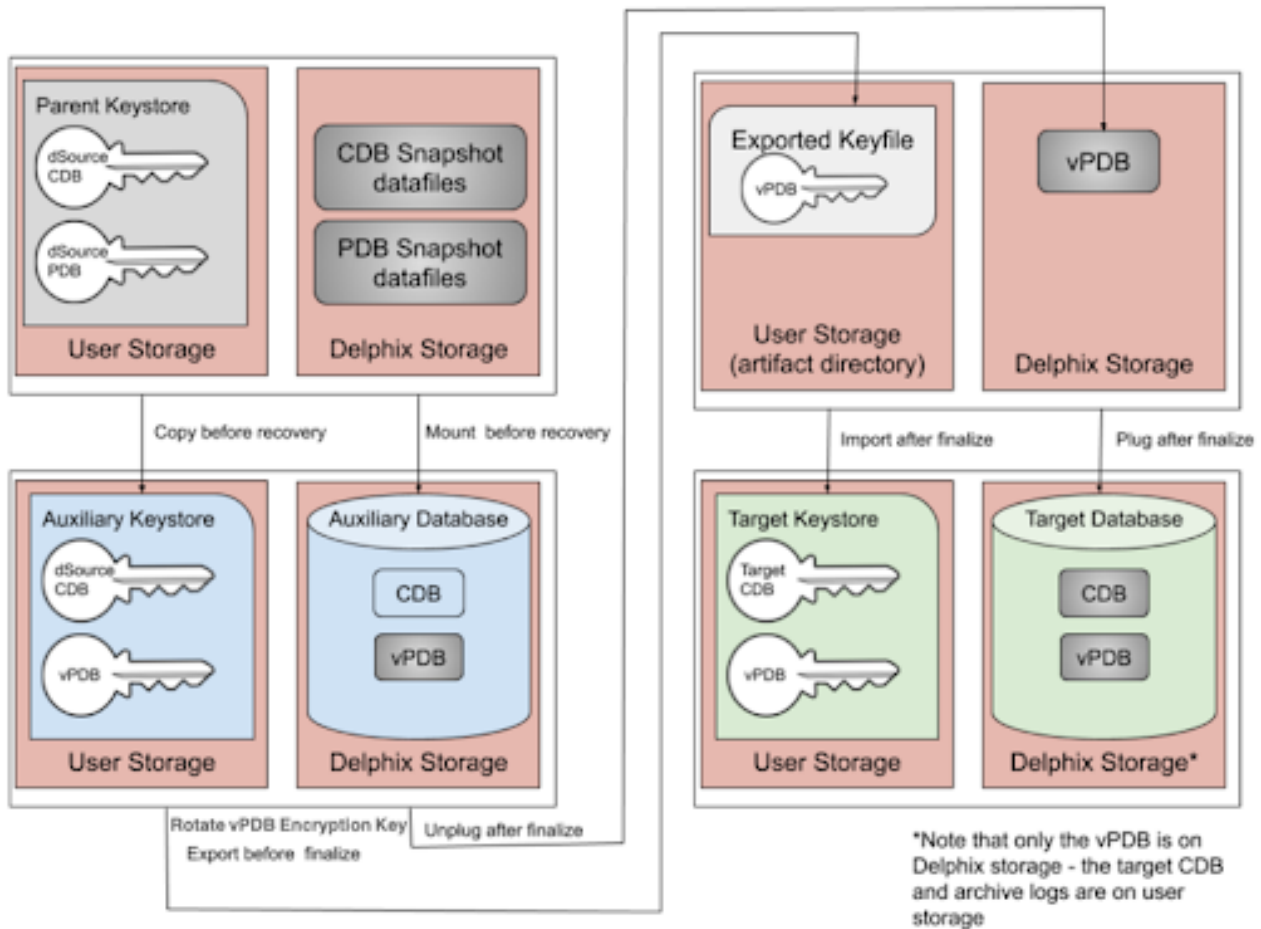 Parent Keystore
dSource
CDB
dSource
PDB
User Storage
CDB Snapshot
datafiles
PDB Snapshot
datafiles
Delphix Storage
Copy before recovery
Mount before recovery
Auxiliary Keystore
dSource
CDB
vPDB
User Storage
Auxiliary Database
CDB
vPDB
Delphix Storage
Rotate vPDB Encryption Key
Export before finalize
Unplug after finalize
Exported Keyfile
vPDB
User Storage
(artifact directory)
vPDB
Delphix Storage
Import after finalize
Plug after finalize
Target Keystore
Target
CDB
vPDB
User Storage
Target Database
CDB
vPDB
Delphix Storage*
*Note that only the vPDB is on
Delphix storage - the target CDB
and archive logs are on user
storage